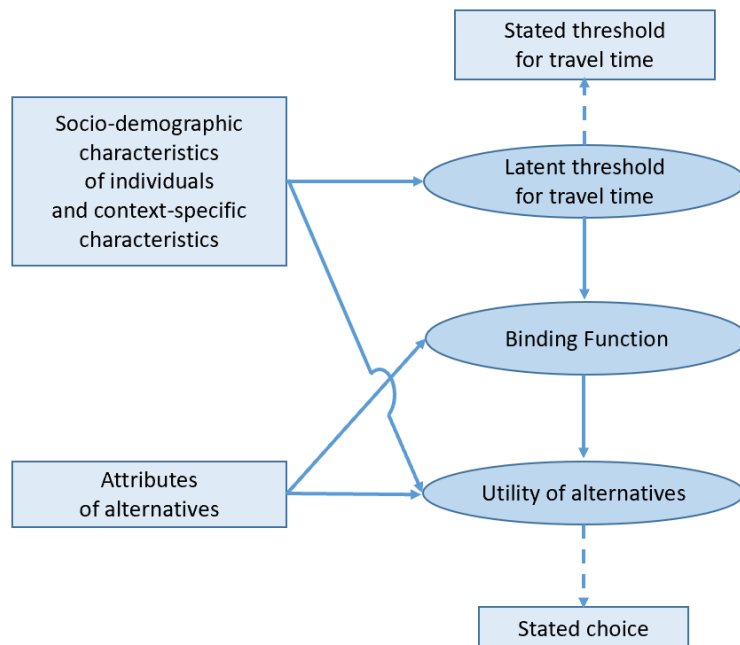 Stated threshold
for travel time
Socio-demographic
characteristics
of individuals
and context-specific
characteristics
Latent threshold
for travel time
Binding Function
Attributes
of alternatives
Utility of alternatives
Stated choice